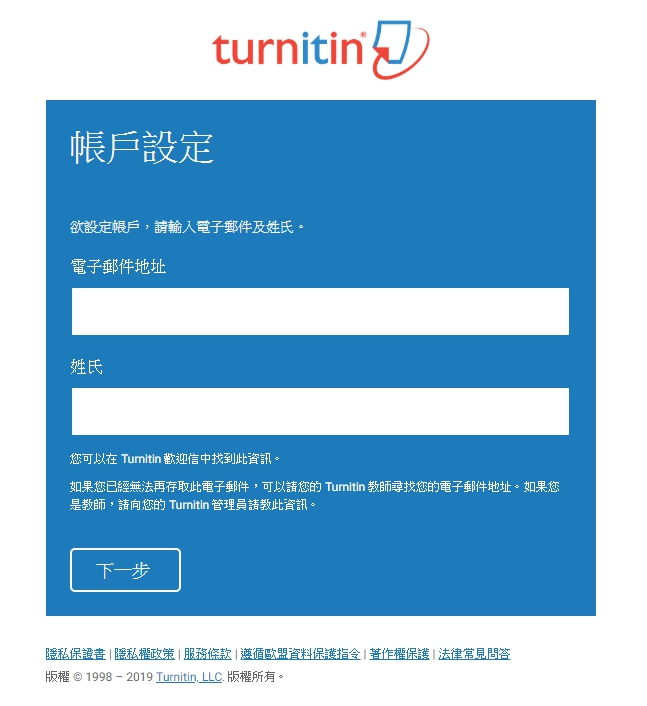 turnitin®
帳戶設定
欲設定帳戶，請輸入電子郵件及姓氏。
電子郵件地址
姓氏
您可以在 Turnitin 歡迎信中找到此資訊。
如果您已經無法再存取此電子郵件，可以請您的 Turnitin 教師尋找您的電子郵件地址。如果您
是教師，請向您的 Turnitin 管理員請教此資訊。
下一步
隱私保證書 | 隱私權政策 | 服務條款 | 遵循歐盟資料保護指令 | 著作權保護 | 法律常見問答
版權 © 1998 – 2019 Turnitin, LLC. 版權所有。